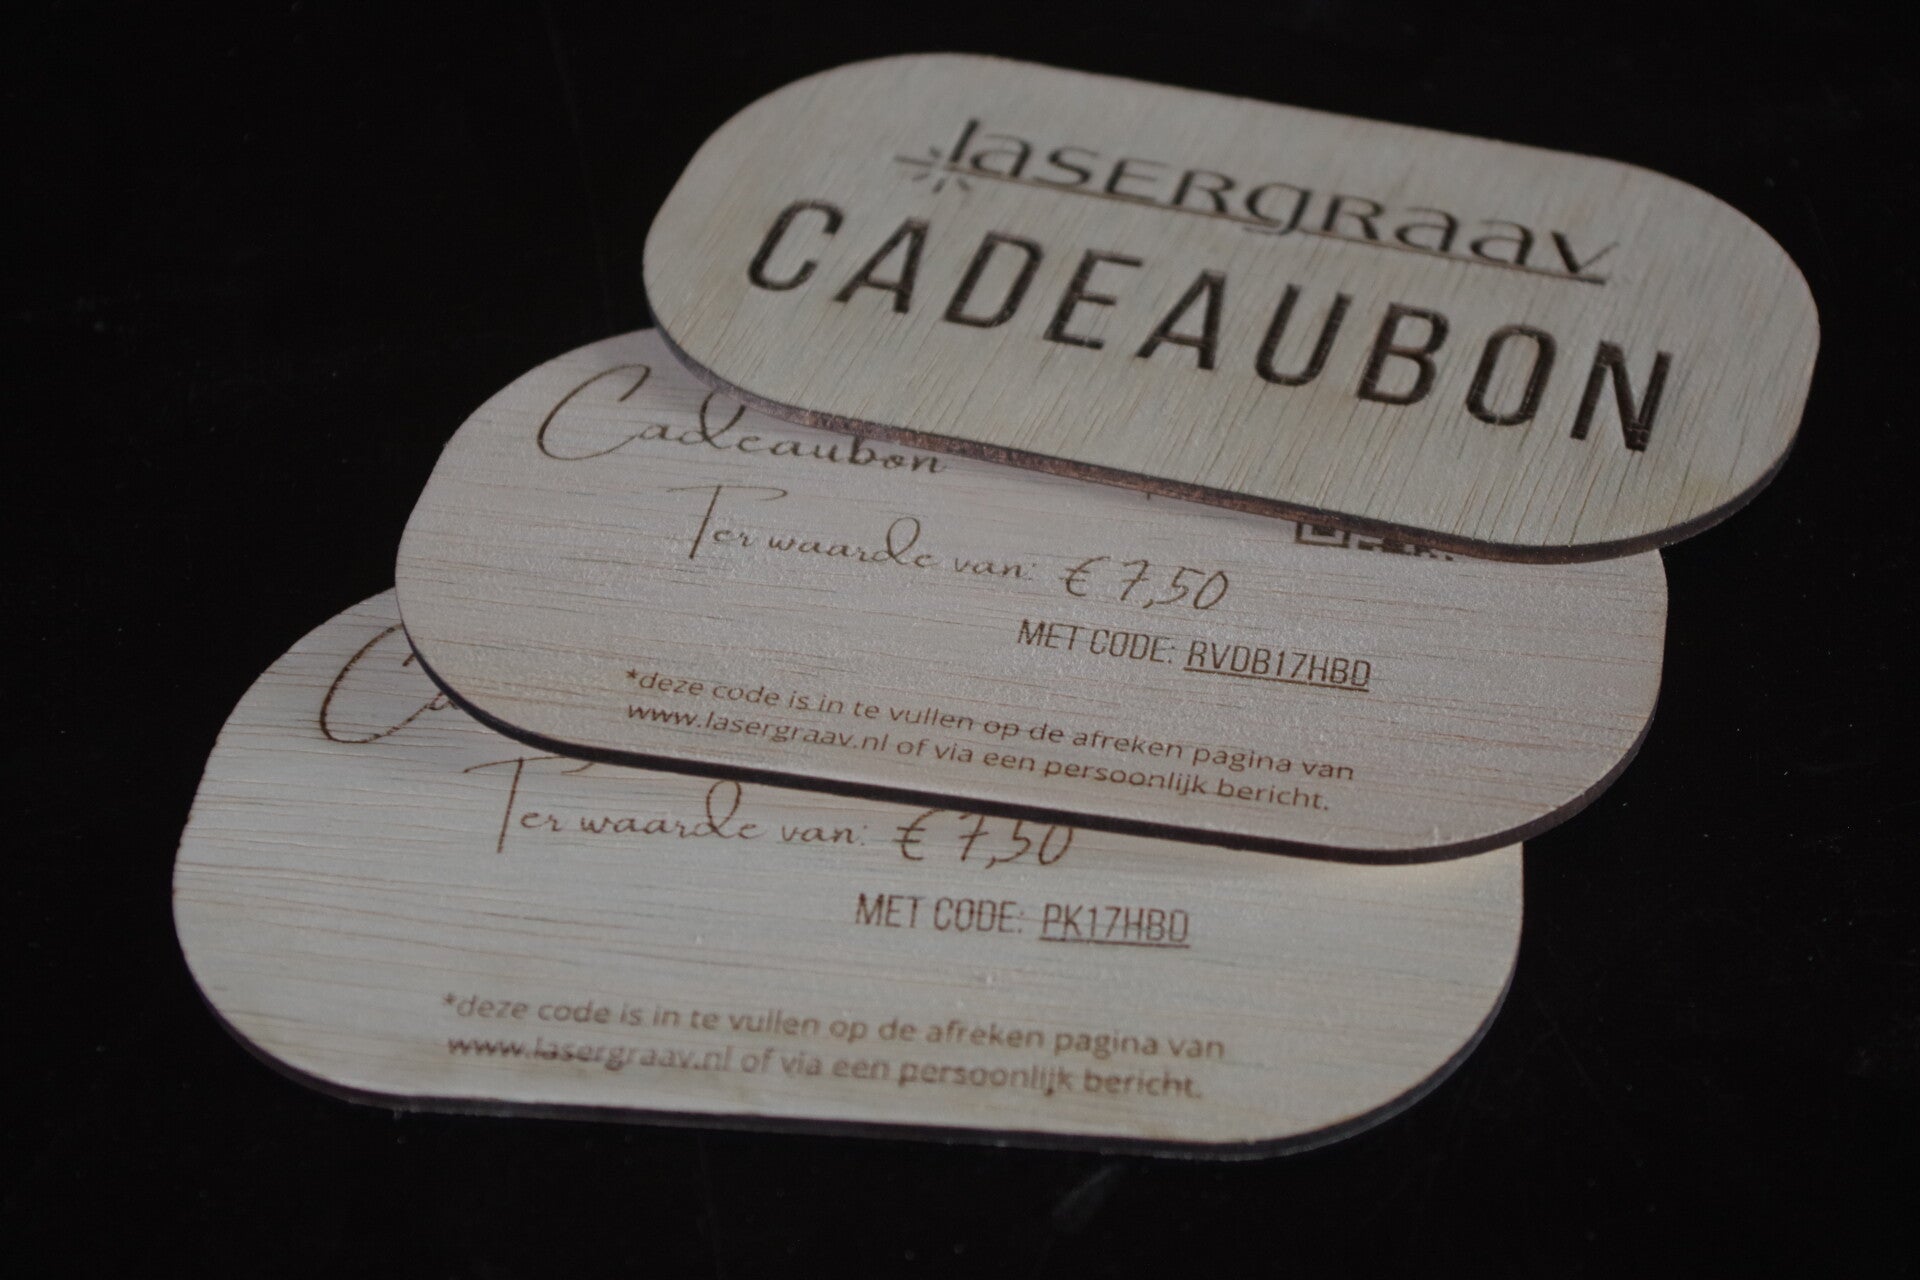 laserGraav
CADEAUBON
Cadeaubon
Ter waarde van: € 7,50
MET CODE: RVDB17HBD
*deze code is in te vullen op de afreken pagina van
www.lasergraav.nl of via een persoonlijk bericht.
Ter waarde van: € 7,50
MET CODE: PK17HBD
*deze code is in te vullen op de afreken pagina van
www.lasergraav.nl of via een persoonlijk bericht.